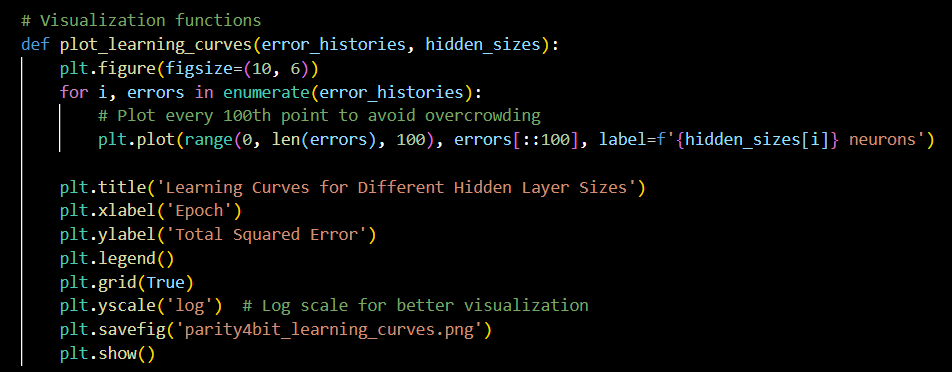 # Visualization functions
def plot_learning_curves(error_histories, hidden_sizes):
    plt.figure(figsize=(10, 6))
    for i, errors in enumerate(error_histories):
        # Plot every 100th point to avoid overcrowding
        plt.plot(range(0, len(errors), 100), errors[::100], label=f'{hidden_sizes[i]} neurons')

    plt.title('Learning Curves for Different Hidden Layer Sizes')
    plt.xlabel('Epoch')
    plt.ylabel('Total Squared Error')
    plt.legend()
    plt.grid(True)
    plt.yscale('log')  # Log scale for better visualization
    plt.savefig('parity4bit_learning_curves.png')
    plt.show()